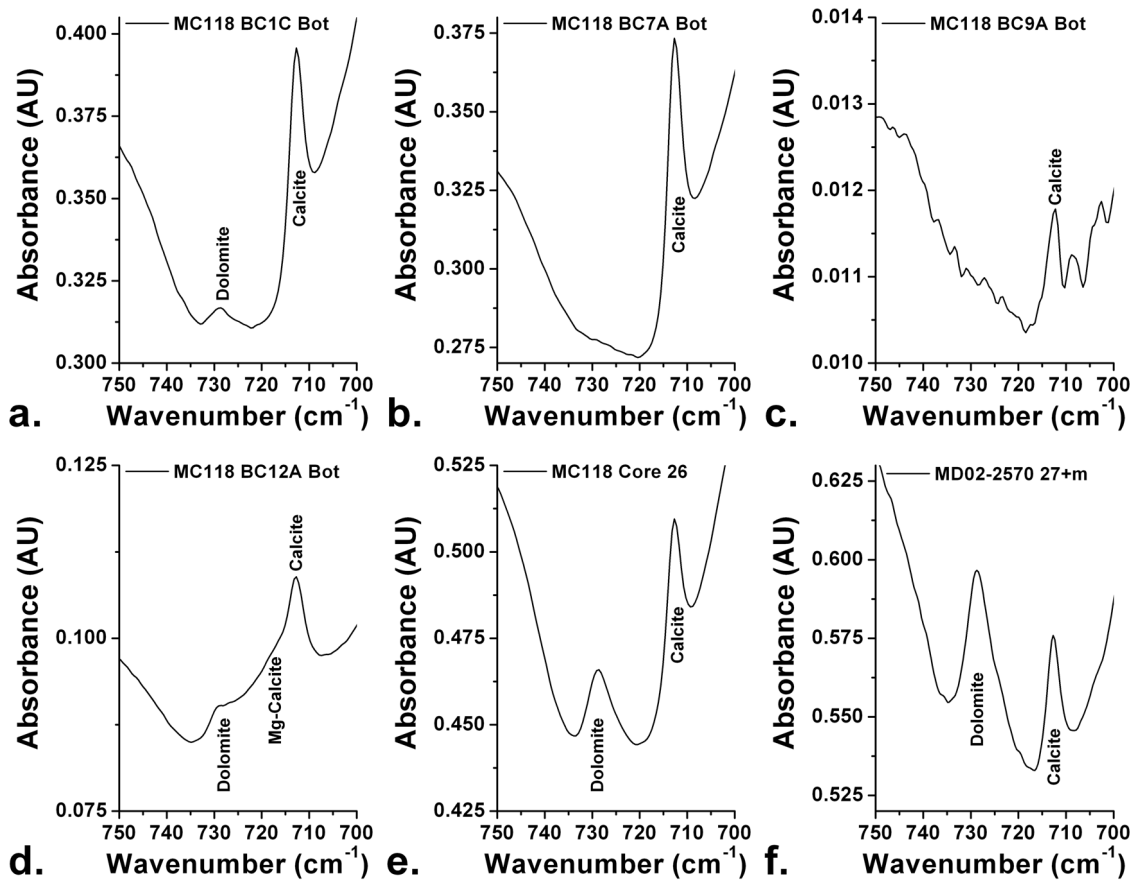 MC118 BC1C Bot
0.400
0.375
0.350
0.325
0.300
Absorbance (AU)
Dolomite
Calcite
750 740 730 720 710 700
a. Wavenumber (cm⁻¹)
MC118 BC7A Bot
0.375
0.350
0.325
0.300
0.275
Absorbance (AU)
Calcite
750 740 730 720 710 700
b. Wavenumber (cm⁻¹)
MC118 BC9A Bot
0.014
0.013
0.012
0.011
0.010
Absorbance (AU)
Calcite
750 740 730 720 710 700
c. Wavenumber (cm⁻¹)
MC118 BC12A Bot
0.125
0.100
0.075
Absorbance (AU)
Dolomite
Mg-Calcite
Calcite
750 740 730 720 710 700
d. Wavenumber (cm⁻¹)
MC118 Core 26
0.525
0.500
0.475
0.450
0.425
Absorbance (AU)
Dolomite
Calcite
750 740 730 720 710 700
e. Wavenumber (cm⁻¹)
MD02-2570 27+m
0.625
0.600
0.575
0.550
0.525
Absorbance (AU)
Dolomite
Calcite
750 740 730 720 710 700
f. Wavenumber (cm⁻¹)